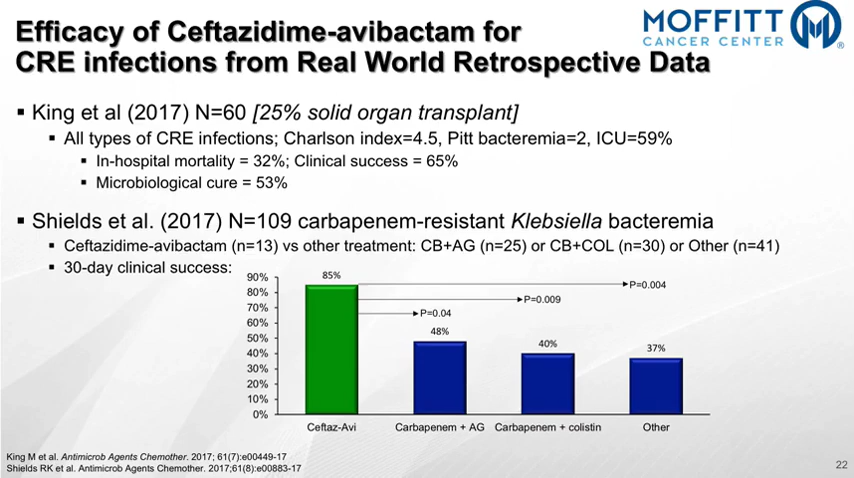 Efficacy of Ceftazidime-avibactam for
CRE infections from Real World Retrospective Data
MOFFITT
CANCER CENTER
®
▪ King et al (2017) N=60 [25% solid organ transplant]
▪ All types of CRE infections; Charlson index=4.5, Pitt bacteremia=2, ICU=59%
▪ In-hospital mortality = 32%; Clinical success = 65%
▪ Microbiological cure = 53%
▪ Shields et al. (2017) N=109 carbapenem-resistant Klebsiella bacteremia
▪ Ceftazidime-avibactam (n=13) vs other treatment: CB+AG (n=25) or CB+COL (n=30) or Other (n=41)
▪ 30-day clinical success:
90%
80%
70%
60%
50%
40%
30%
20%
10%
0%
85%
P=0.004
P=0.009
P=0.04
48%
40%
37%
Ceftaz-Avi
Carbapenem + AG
Carbapenem + colistin
Other
King M et al. Antimicrob Agents Chemother. 2017; 61(7):e00449-17
Shields RK et al. Antimicrob Agents Chemother. 2017;61(8):e00883-17
22